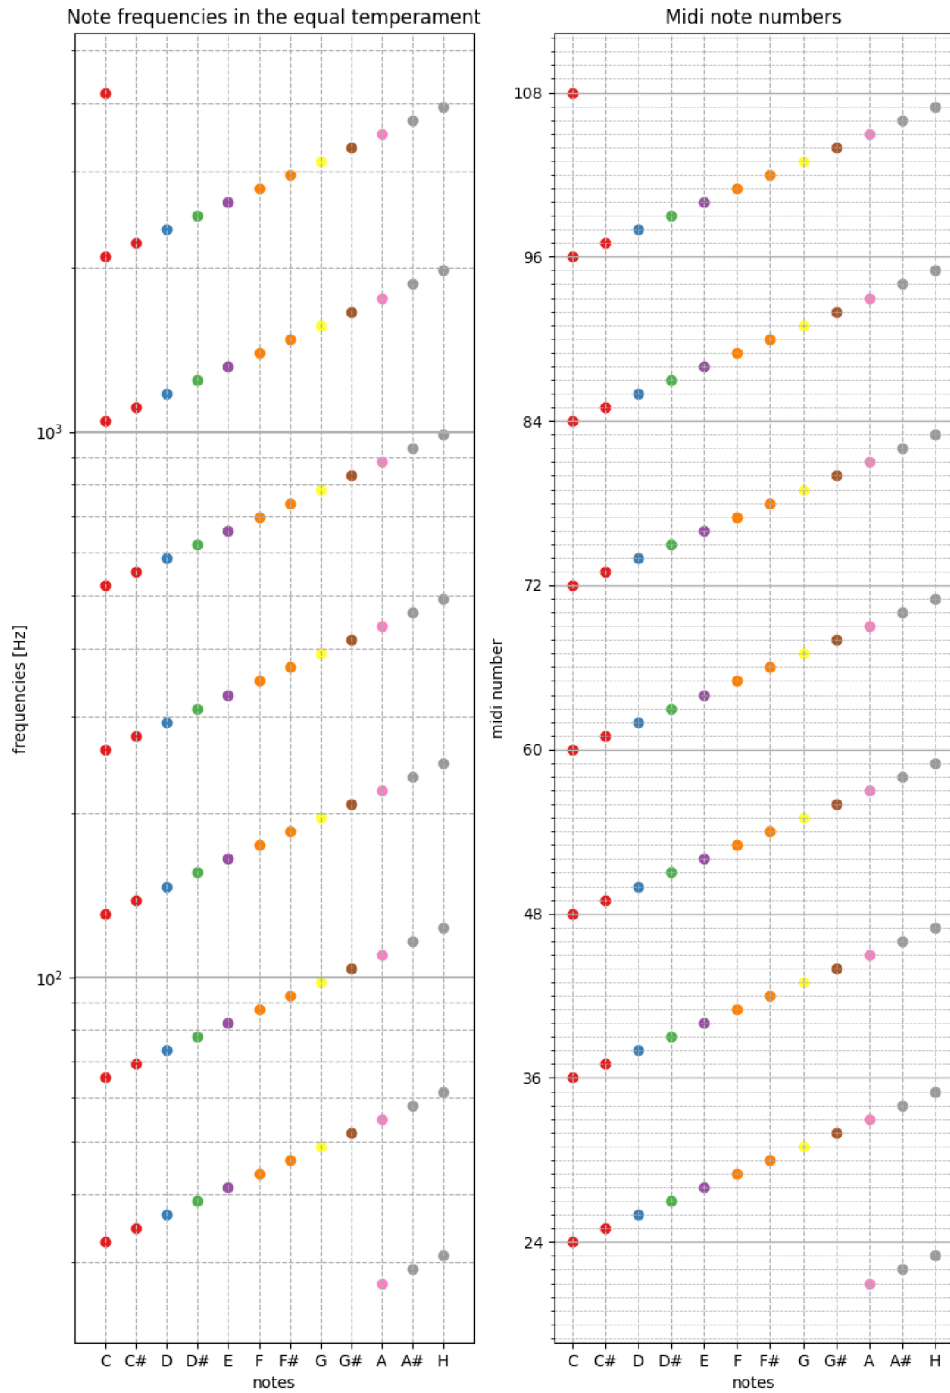 Note frequencies in the equal temperament
10³
10²
frequencies [Hz]
C C# D D# E F F# G G# A A# H
notes
Midi note numbers
108
96
84
72
60
48
36
24
midi number
C C# D D# E F F# G G# A A# H
notes